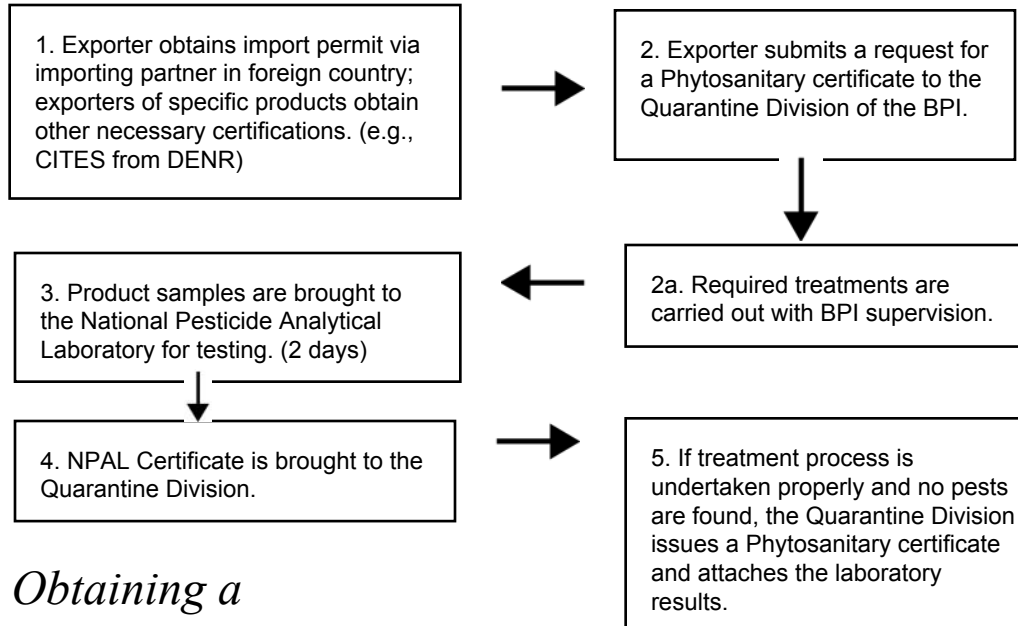 1. Exporter obtains import permit via
importing partner in foreign country;
exporters of specific products obtain
other necessary certifications. (e.g.,
CITES from DENR)
2. Exporter submits a request for
a Phytosanitary certificate to the
Quarantine Division of the BPI.
2a. Required treatments are
carried out with BPI supervision.
3. Product samples are brought to
the National Pesticide Analytical
Laboratory for testing. (2 days)
4. NPAL Certificate is brought to the
Quarantine Division.
5. If treatment process is
undertaken properly and no pests
are found, the Quarantine Division
issues a Phytosanitary certificate
and attaches the laboratory
results.
Obtaining a